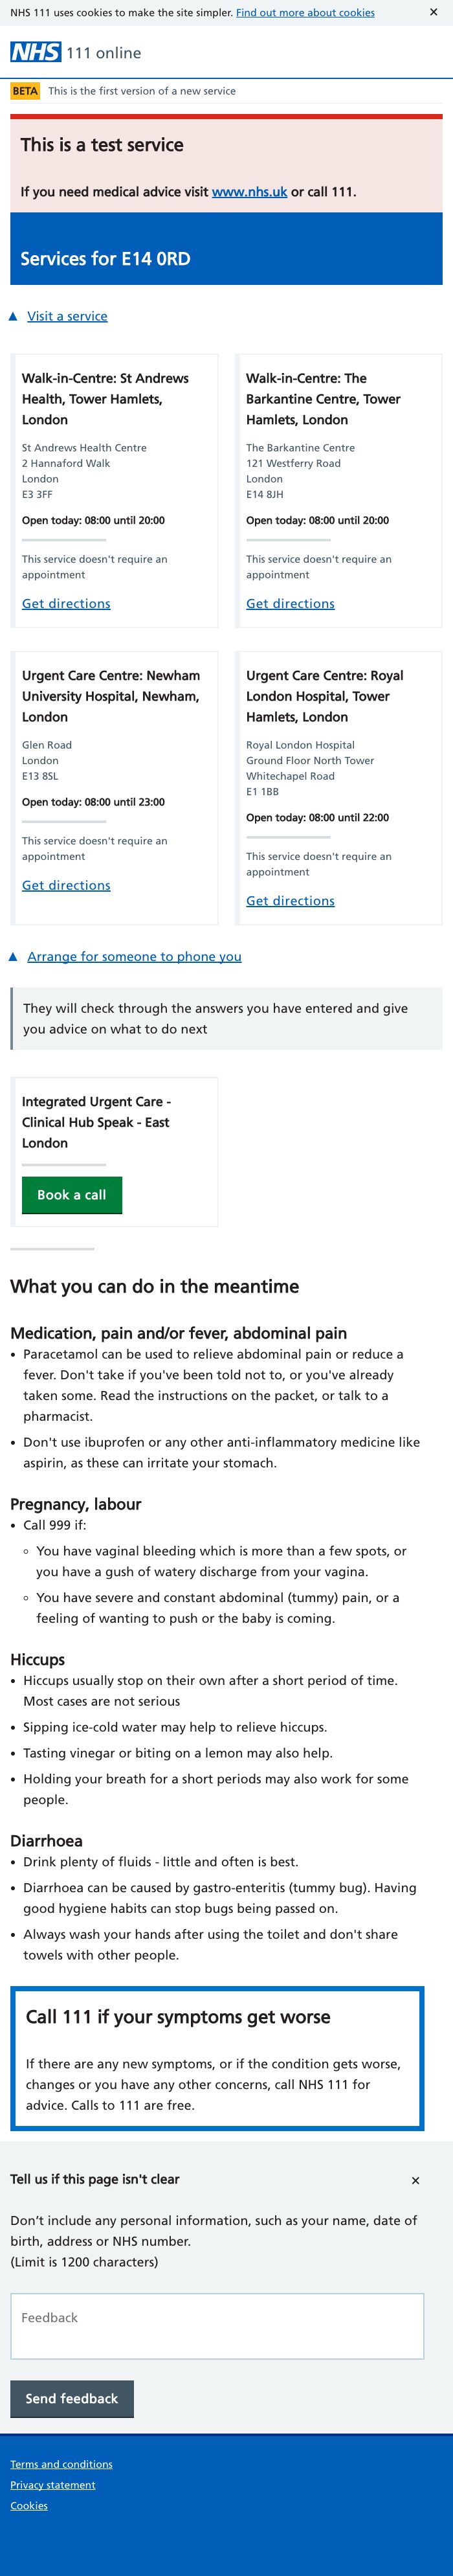 NHS 111 uses cookies to make the site simpler. Find out more about cookies ✕
NHS 111 online
BETA This is the first version of a new service
This is a test service
If you need medical advice visit www.nhs.uk or call 111.
Services for E14 0RD
▲ Visit a service
Walk-in-Centre: St Andrews
Health, Tower Hamlets,
London
St Andrews Health Centre
2 Hannaford Walk
London
E3 3FF
Open today: 08:00 until 20:00
This service doesn't require an
appointment
Get directions
Walk-in-Centre: The
Barkantine Centre, Tower
Hamlets, London
The Barkantine Centre
121 Westferry Road
London
E14 8JH
Open today: 08:00 until 20:00
This service doesn't require an
appointment
Get directions
Urgent Care Centre: Newham
University Hospital, Newham,
London
Glen Road
London
E13 8SL
Open today: 08:00 until 23:00
This service doesn't require an
appointment
Get directions
Urgent Care Centre: Royal
London Hospital, Tower
Hamlets, London
Royal London Hospital
Ground Floor North Tower
Whitechapel Road
E1 1BB
Open today: 08:00 until 22:00
This service doesn't require an
appointment
Get directions
▲ Arrange for someone to phone you
They will check through the answers you have entered and give
you advice on what to do next
Integrated Urgent Care -
Clinical Hub Speak - East
London
Book a call
What you can do in the meantime
Medication, pain and/or fever, abdominal pain
• Paracetamol can be used to relieve abdominal pain or reduce a
fever. Don't take if you've been told not to, or you've already
taken some. Read the instructions on the packet, or talk to a
pharmacist.
• Don't use ibuprofen or any other anti-inflammatory medicine like
aspirin, as these can irritate your stomach.
Pregnancy, labour
• Call 999 if:
◦ You have vaginal bleeding which is more than a few spots, or
you have a gush of watery discharge from your vagina.
◦ You have severe and constant abdominal (tummy) pain, or a
feeling of wanting to push or the baby is coming.
Hiccups
• Hiccups usually stop on their own after a short period of time.
Most cases are not serious
• Sipping ice-cold water may help to relieve hiccups.
• Tasting vinegar or biting on a lemon may also help.
• Holding your breath for a short periods may also work for some
people.
Diarrhoea
• Drink plenty of fluids - little and often is best.
• Diarrhoea can be caused by gastro-enteritis (tummy bug). Having
good hygiene habits can stop bugs being passed on.
• Always wash your hands after using the toilet and don't share
towels with other people.
Call 111 if your symptoms get worse
If there are any new symptoms, or if the condition gets worse,
changes or you have any other concerns, call NHS 111 for
advice. Calls to 111 are free.
Tell us if this page isn't clear ✕
Don’t include any personal information, such as your name, date of
birth, address or NHS number.
(Limit is 1200 characters)
Feedback
Send feedback
Terms and conditions
Privacy statement
Cookies